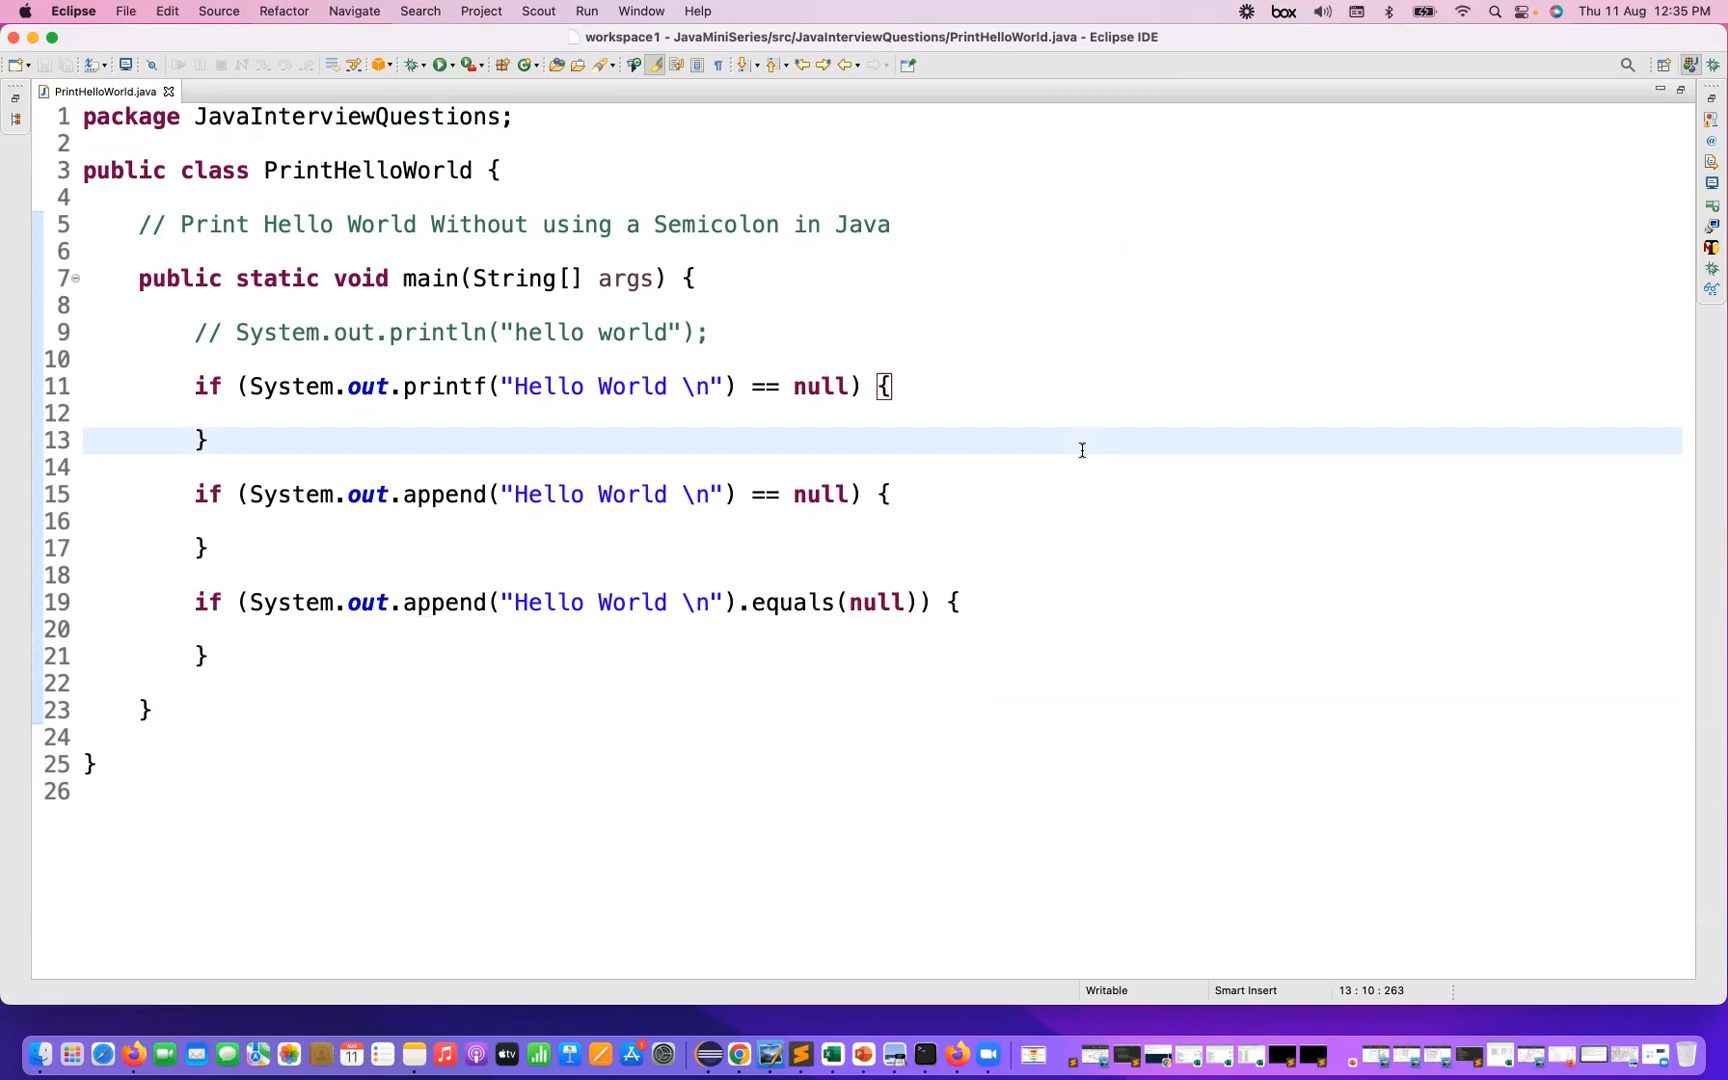 Eclipse File Edit Source Refactor Navigate Search Project Scout Run Window Help box Thu 11 Aug 12:35 PM
workspace1 - JavaMiniSeries/src/JavaInterviewQuestions/PrintHelloWorld.java - Eclipse IDE
PrintHelloWorld.java
1 package JavaInterviewQuestions;
2
3 public class PrintHelloWorld {
4
5 // Print Hello World Without using a Semicolon in Java
6
7 public static void main(String[] args) {
8
9 // System.out.println("hello world");
10
11 if (System.out.printf("Hello World \n") == null) {
12
13 }
14
15 if (System.out.append("Hello World \n") == null) {
16
17 }
18
19 if (System.out.append("Hello World \n").equals(null)) {
20
21 }
22
23 }
24
25 }
26
Writable Smart Insert 13 : 10 : 263